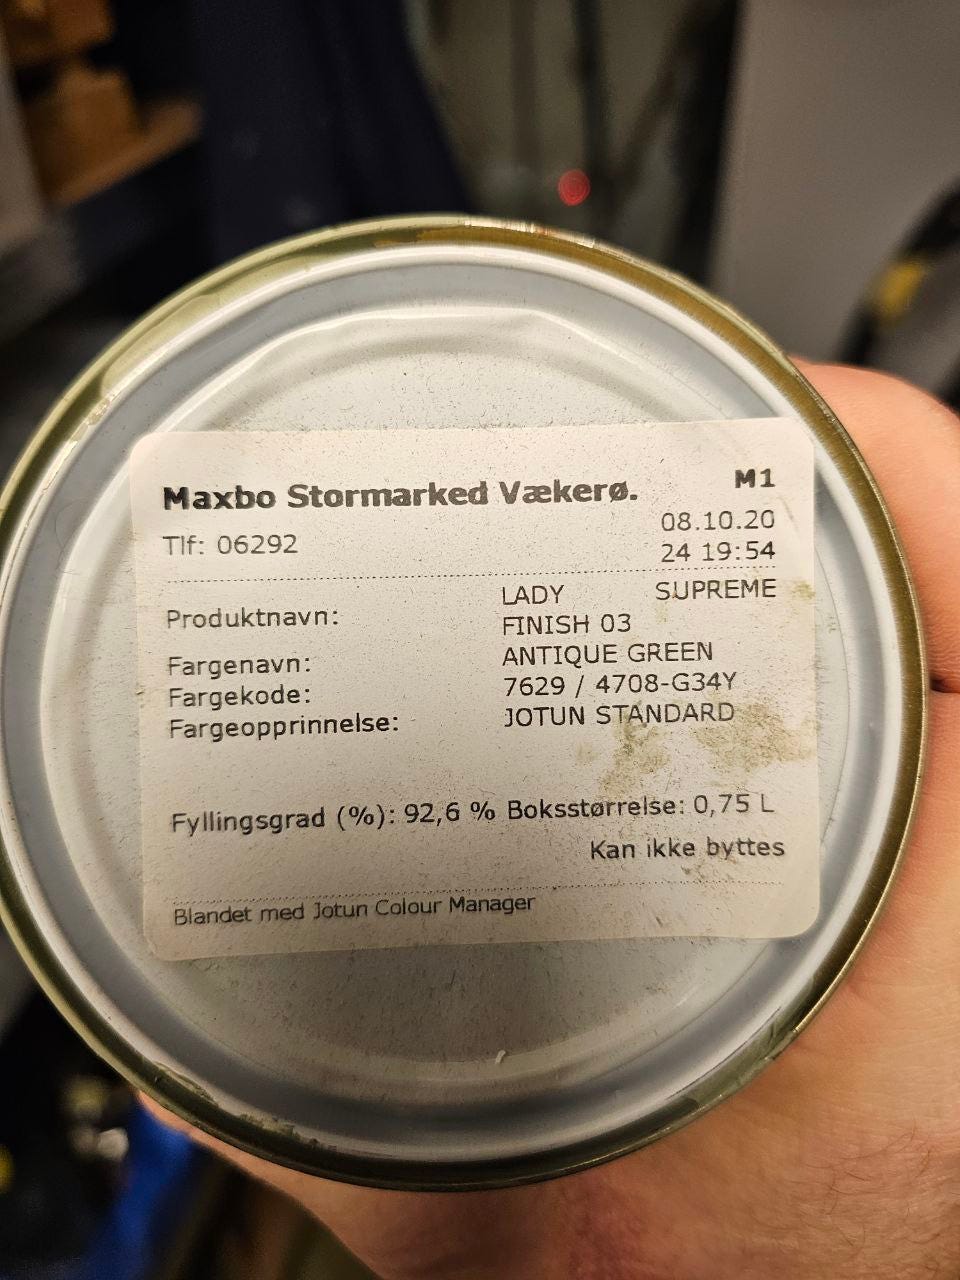 Maxbo Stormarked Vækerø. M1
Tlf: 06292 08.10.20
24 19:54
Produktnavn: LADY SUPREME
FINISH 03
Fargenavn: ANTIQUE GREEN
Fargekode: 7629 / 4708-G34Y
Fargeopprinnelse: JOTUN STANDARD
Fyllingsgrad (%): 92,6 % Boksstørrelse: 0,75 L
Kan ikke byttes
Blandet med Jotun Colour Manager